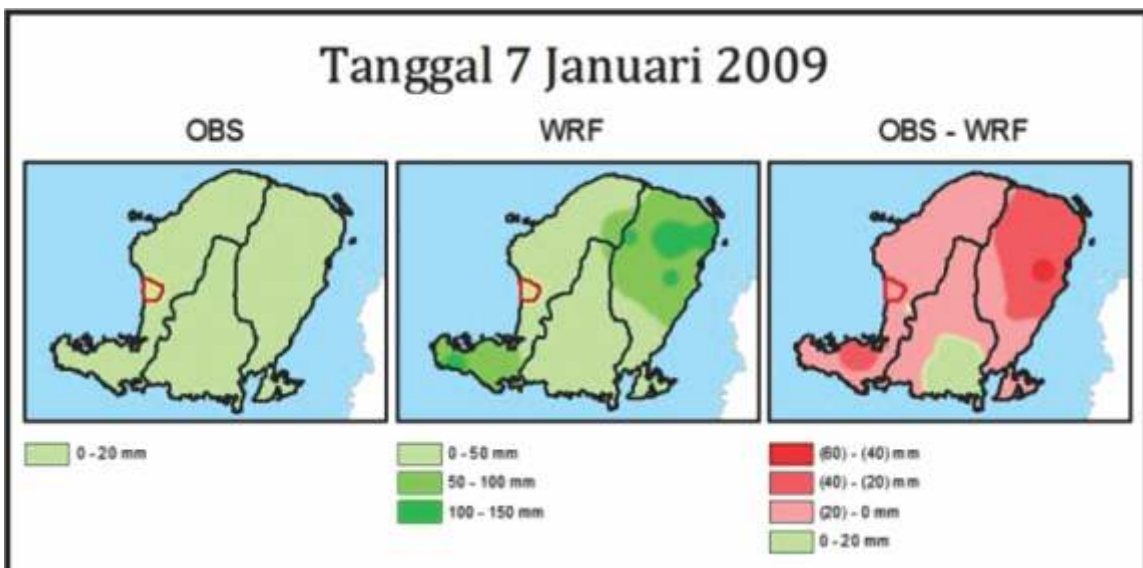 Tanggal 7 Januari 2009
OBS
WRF
OBS - WRF
0 - 20 mm
0 - 50 mm
50 - 100 mm
100 - 150 mm
(60) - (40) mm
(40) - (20) mm
(20) - 0 mm
0 - 20 mm